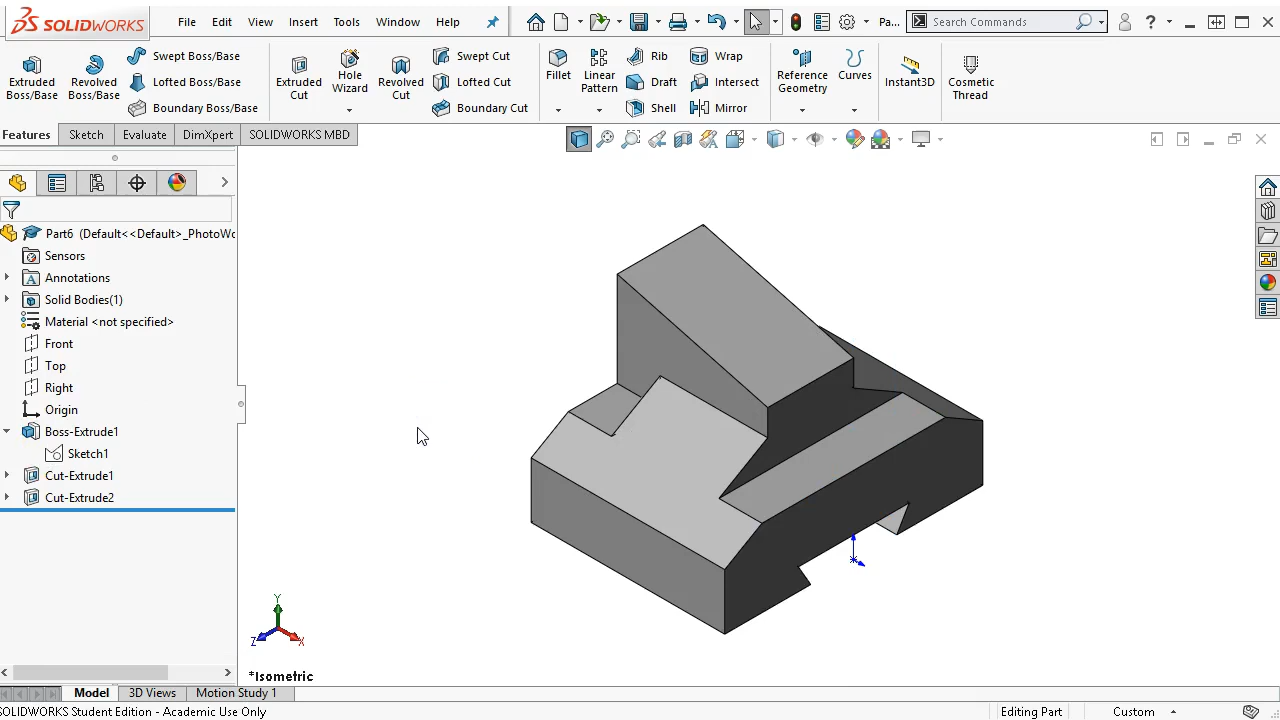 SOLIDWORKS File Edit View Insert Tools Window Help Pa... Search Commands ?
Extruded Boss/Base
Revolved Boss/Base
Swept Boss/Base
Lofted Boss/Base
Boundary Boss/Base
Extruded Cut
Hole Wizard
Revolved Cut
Swept Cut
Lofted Cut
Boundary Cut
Fillet
Linear Pattern
Rib
Draft
Shell
Wrap
Intersect
Mirror
Reference Geometry
Curves
Instant3D
Cosmetic Thread
Features Sketch Evaluate DimXpert SOLIDWORKS MBD
Part6 (Default<<Default>_PhotoWo
Sensors
Annotations
Solid Bodies(1)
Material <not specified>
Front
Top
Right
Origin
Boss-Extrude1
Sketch1
Cut-Extrude1
Cut-Extrude2
Y
Z X
*Isometric
Model 3D Views Motion Study 1
SOLIDWORKS Student Edition - Academic Use Only Editing Part Custom